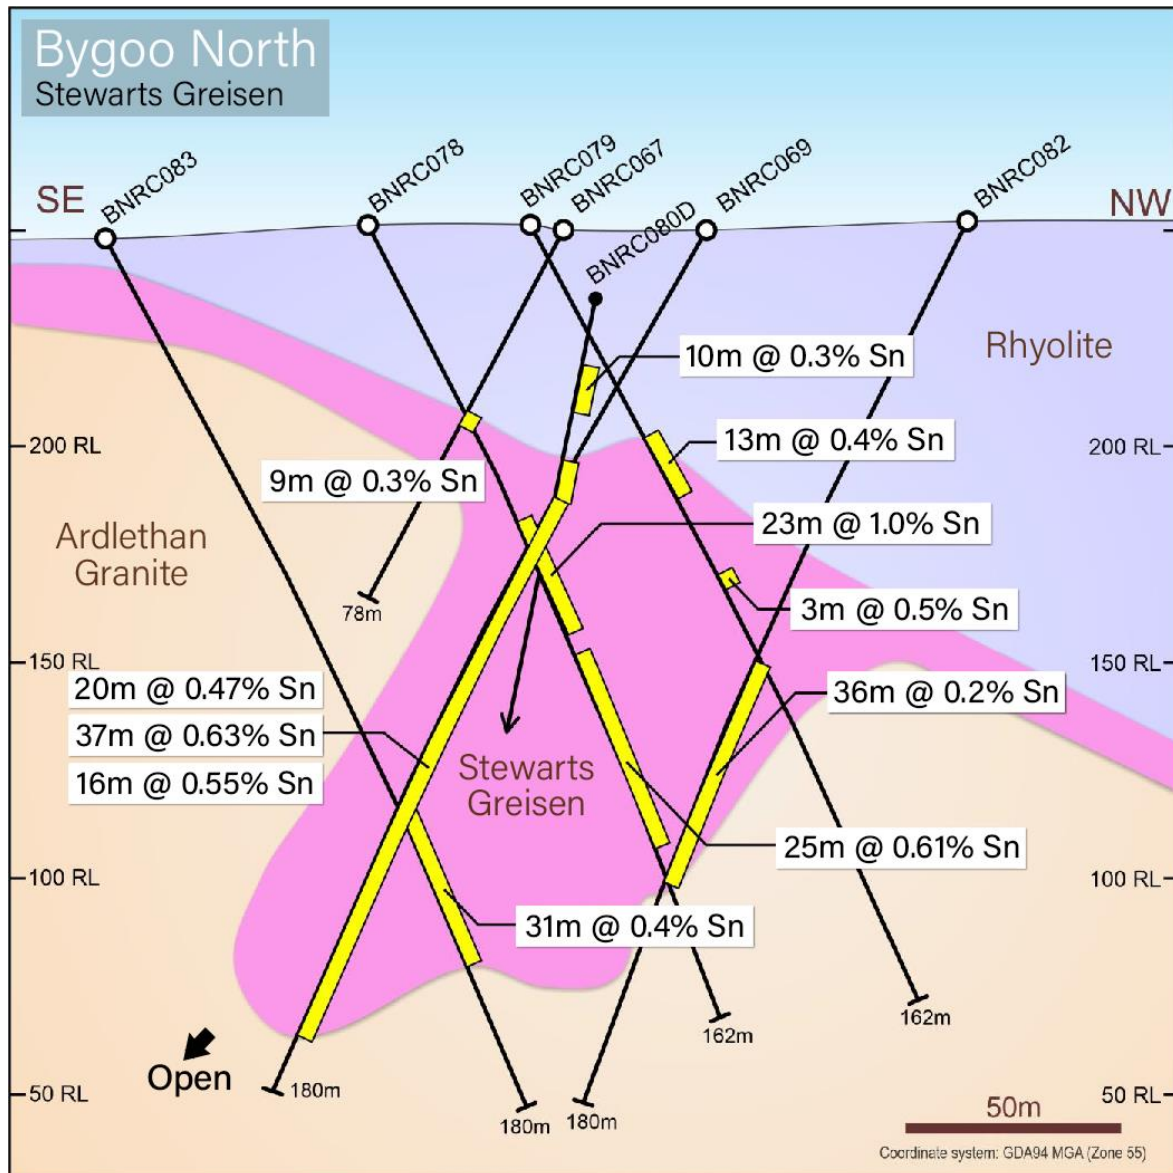 Bygoo North
Stewarts Greisen
SE
BNRC083
BNRC078
BNRC079
BNRC067
BNRC080D
BNRC069
BNRC082
NW
Rhyolite
10m @ 0.3% Sn
200 RL
13m @ 0.4% Sn
200 RL
9m @ 0.3% Sn
23m @ 1.0% Sn
Ardlethan
Granite
78m
3m @ 0.5% Sn
150 RL
150 RL
20m @ 0.47% Sn
37m @ 0.63% Sn
16m @ 0.55% Sn
36m @ 0.2% Sn
Stewarts
Greisen
25m @ 0.61% Sn
100 RL
100 RL
31m @ 0.4% Sn
162m
162m
Open
180m
50 RL
50 RL
180m
180m
50m
Coordinate system: GDA94 MGA (Zone 55)